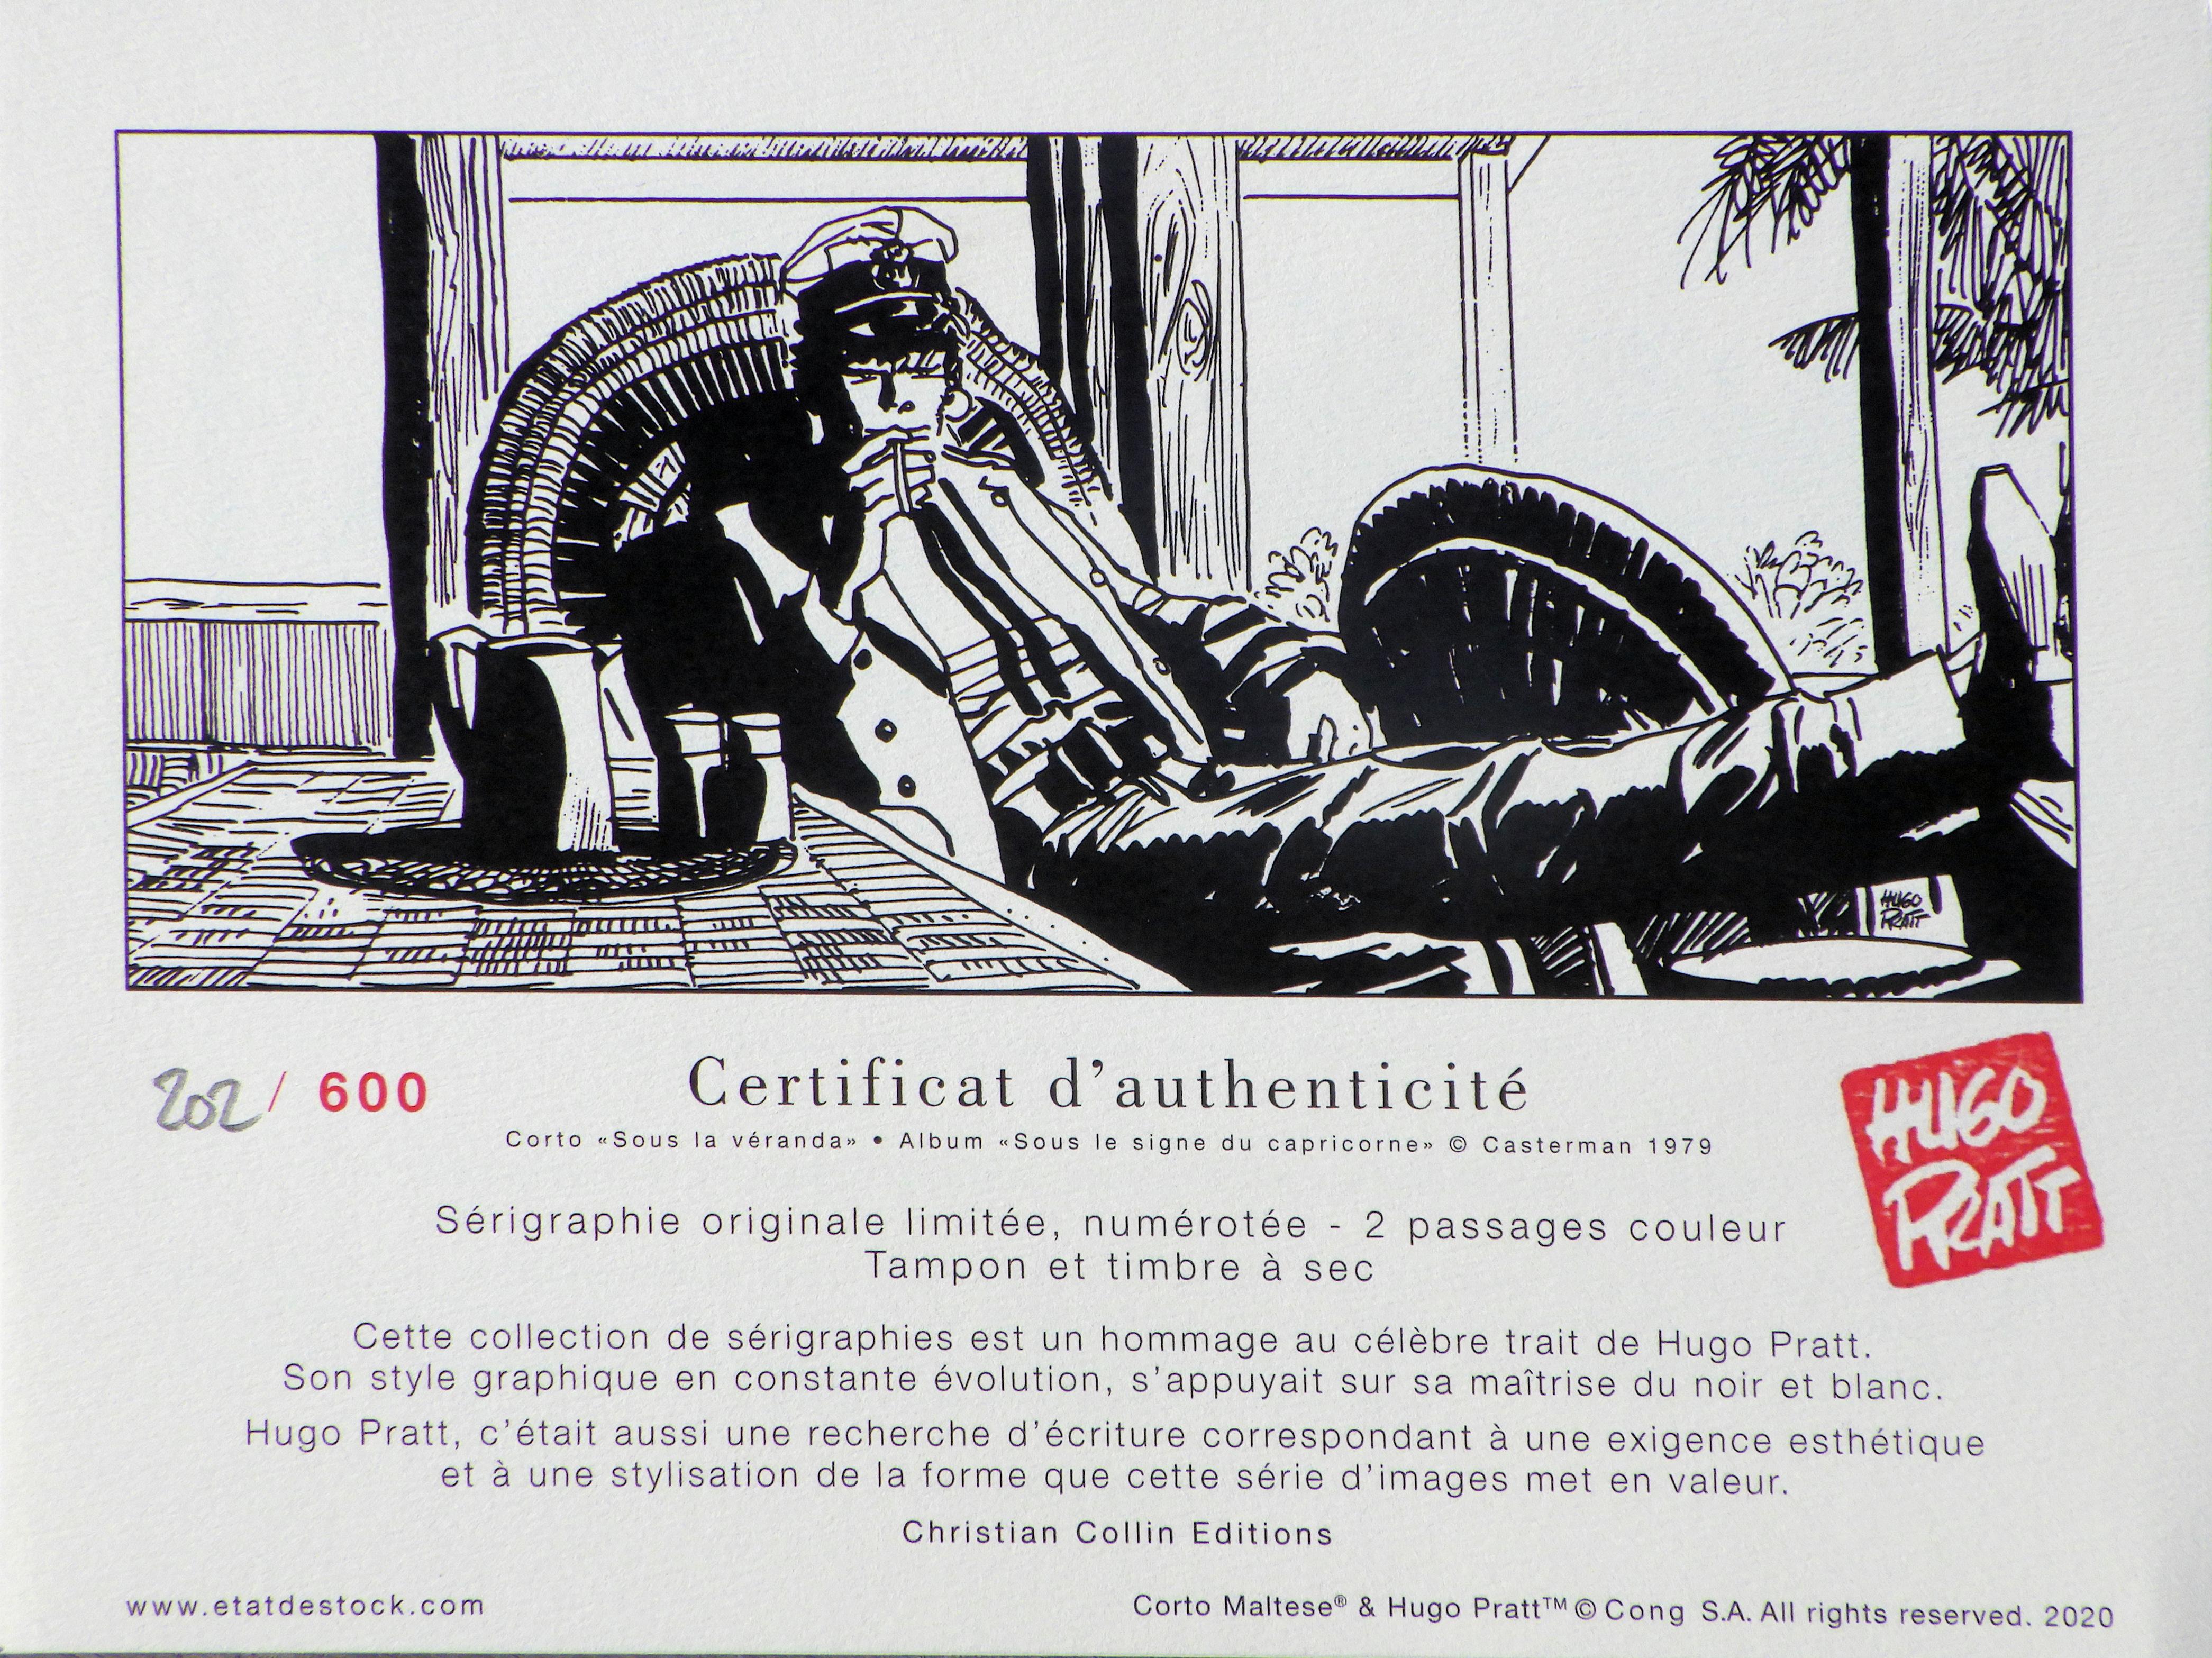 HUGO
PRATT
202 / 600
Certificat d’authenticité
Corto «Sous la véranda» • Album «Sous le signe du capricorne» © Casterman 1979
HUGO
PRATT
Sérigraphie originale limitée, numérotée - 2 passages couleur
Tampon et timbre à sec
Cette collection de sérigraphies est un hommage au célèbre trait de Hugo Pratt.
Son style graphique en constante évolution, s’appuyait sur sa maîtrise du noir et blanc.
Hugo Pratt, c’était aussi une recherche d’écriture correspondant à une exigence esthétique
et à une stylisation de la forme que cette série d’images met en valeur.
Christian Collin Editions
www.etatdestock.com
Corto Maltese® & Hugo Pratt™ © Cong S.A. All rights reserved. 2020